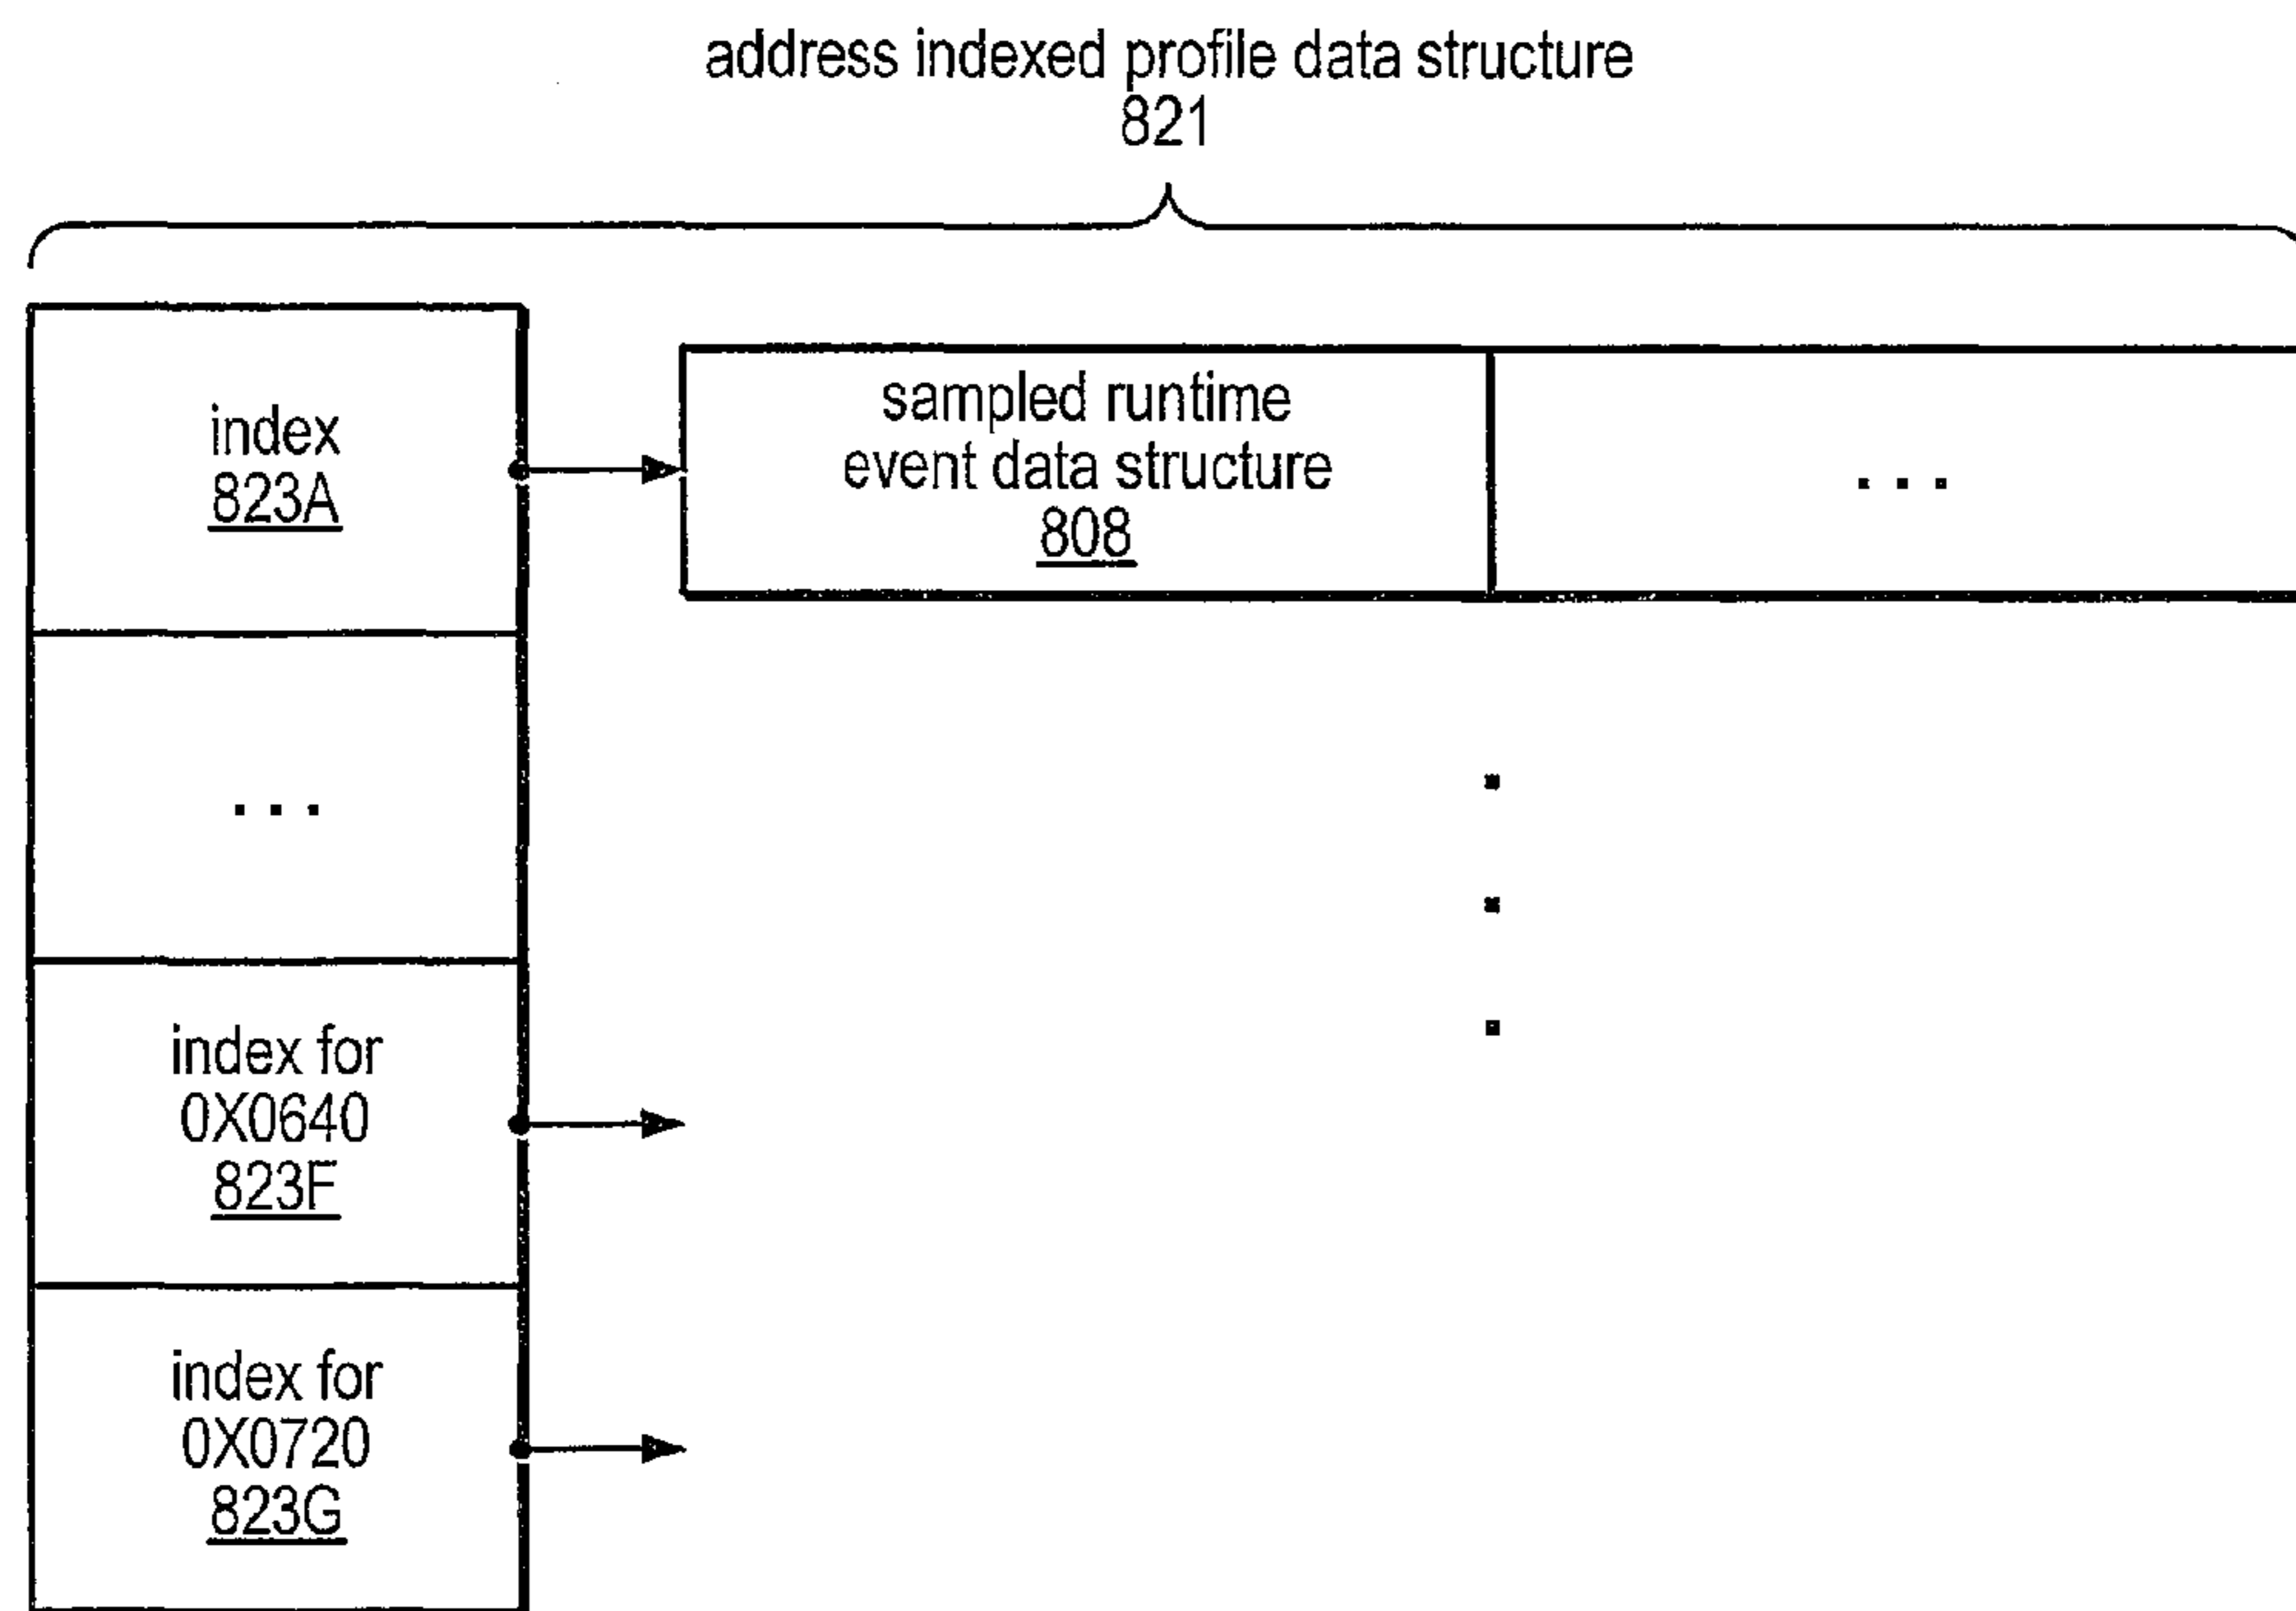 address indexed profile data structure
821
index
823A
sampled runtime
event data structure
808
. . .
. . .
index for
0X0640
823F
index for
0X0720
823G